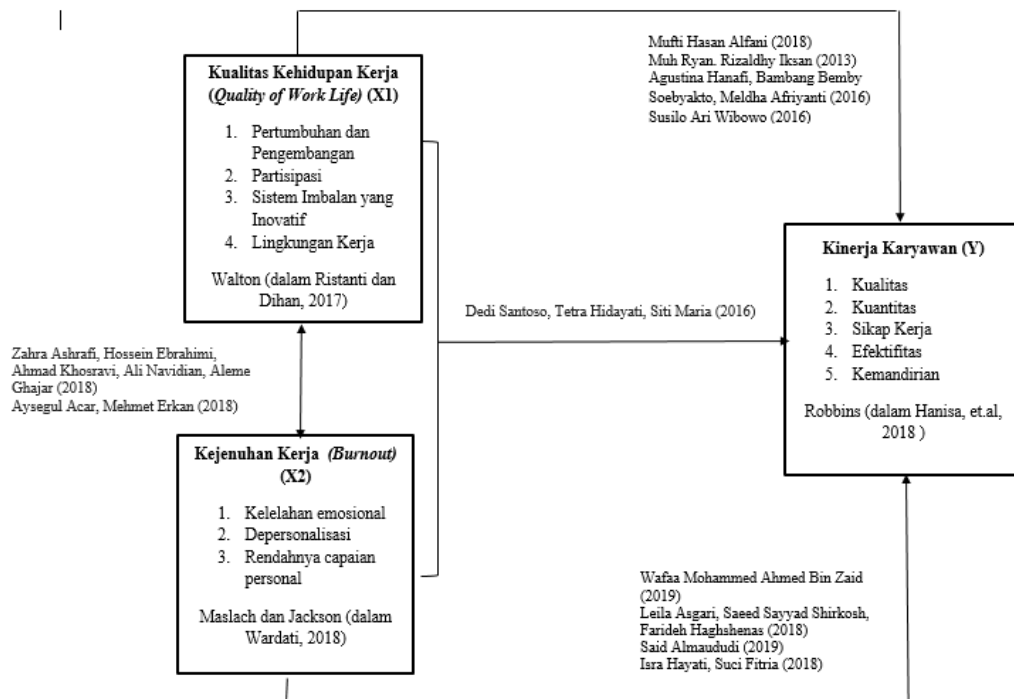 Mufti Hasan Alfani (2018)
Muh Ryan. Rizaldhy Iksan (2013)
Agustina Hanafi, Bambang Bemby
Soebyakto, Meldha Afriyanti (2016)
Susilo Ari Wibowo (2016)
Kualitas Kehidupan Kerja
(Quality of Work Life) (X1)
1. Pertumbuhan dan
Pengembangan
2. Partisipasi
3. Sistem Imbalan yang
Inovatif
4. Lingkungan Kerja
Walton (dalam Ristanti dan
Dihan, 2017)
Dedi Santoso, Tetra Hidayati, Siti Maria (2016)
Kinerja Karyawan (Y)
1. Kualitas
2. Kuantitas
3. Sikap Kerja
4. Efektifitas
5. Kemandirian
Robbins (dalam Hanisa, et.al,
2018 )
Zahra Ashrafi, Hossein Ebrahimi,
Ahmad Khosravi, Ali Navidian, Aleme
Ghajar (2018)
Aysegul Acar, Mehmet Erkan (2018)
Kejenuhan Kerja (Burnout)
(X2)
1. Kelelahan emosional
2. Depersonalisasi
3. Rendahnya capaian
personal
Maslach dan Jackson (dalam
Wardati, 2018)
Wafaa Mohammed Ahmed Bin Zaid
(2019)
Leila Asgari, Saeed Sayyad Shirkosh,
Farideh Haghshenas (2018)
Said Almaududi (2019)
Isra Hayati, Suci Fitria (2018)